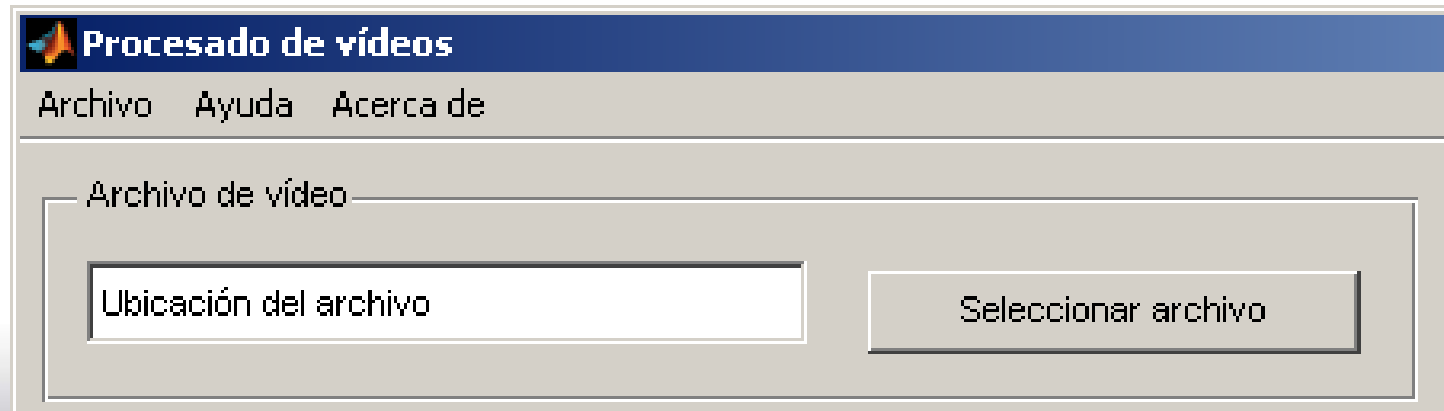 Procesado de vídeos
Archivo Ayuda Acerca de
Archivo de vídeo
Ubicación del archivo Seleccionar archivo